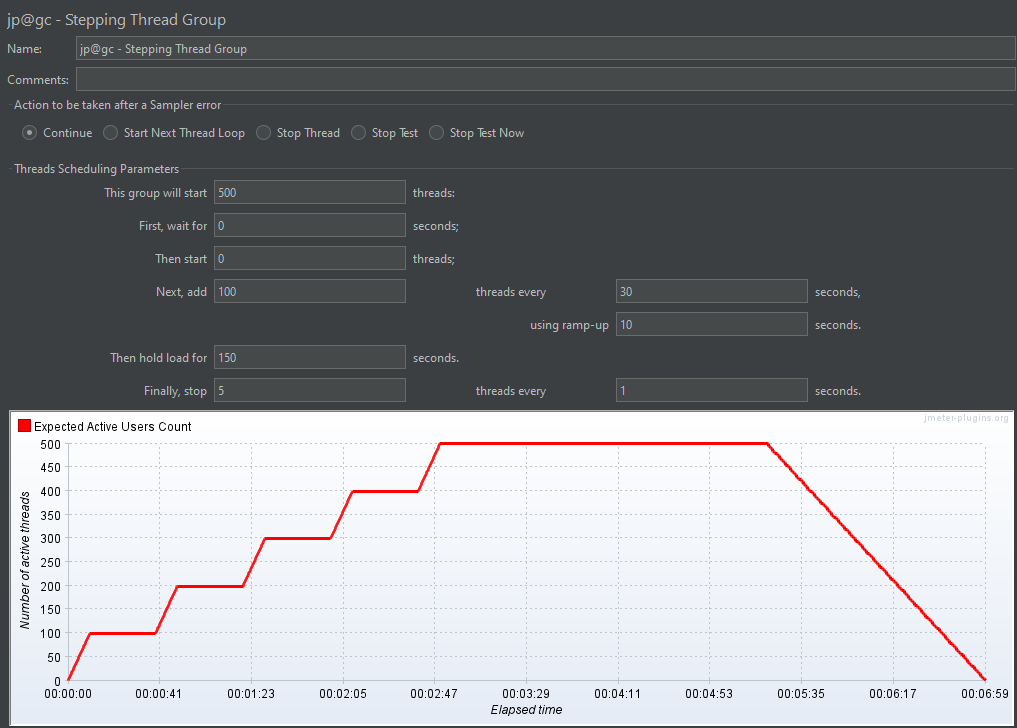 jp@gc - Stepping Thread Group
Name: jp@gc - Stepping Thread Group
Comments:
Action to be taken after a Sampler error
Continue Start Next Thread Loop Stop Thread Stop Test Stop Test Now
Threads Scheduling Parameters
This group will start 500 threads:
First, wait for 0 seconds;
Then start 0 threads;
Next, add 100 threads every 30 seconds,
using ramp-up 10 seconds.
Then hold load for 150 seconds.
Finally, stop 5 threads every 1 seconds.
jmeter-plugins.org
Expected Active Users Count
500
450
400
350
300
250
200
150
100
50
0
Number of active threads
00:00:00 00:00:41 00:01:23 00:02:05 00:02:47 00:03:29 00:04:11 00:04:53 00:05:35 00:06:17 00:06:59
Elapsed time